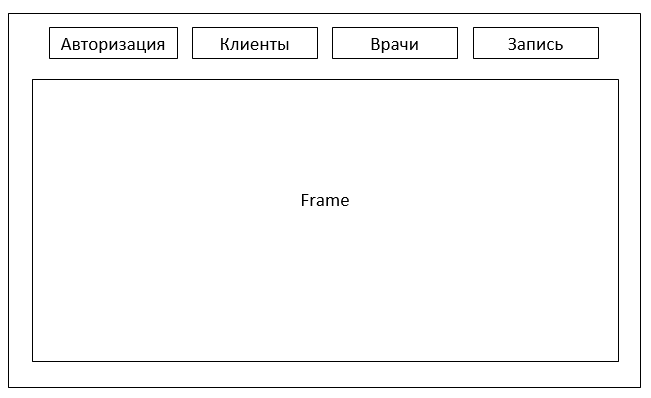 Авторизация
Клиенты
Врачи
Запись
Frame